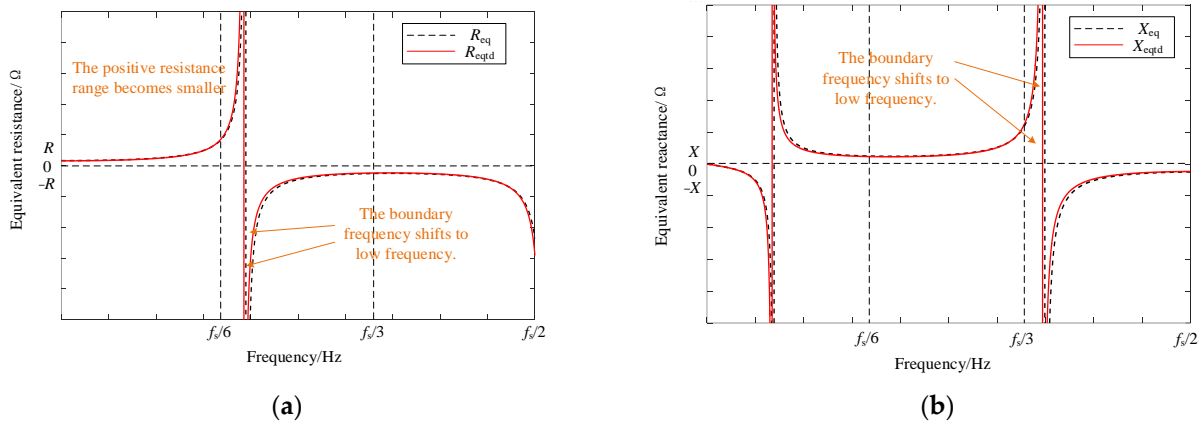 R_eq
R_eqtd
The positive resistance
range becomes smaller
Equivalent resistance/ Ω
R
0
–R
The boundary
frequency shifts to
low frequency.
f_s/6
f_s/3
f_s/2
Frequency/Hz
(a)
X_eq
X_eqtd
The boundary
frequency shifts to
low frequency.
Equivalent reactance/ Ω
X
0
–X
f_s/6
f_s/3
f_s/2
Frequency/Hz
(b)